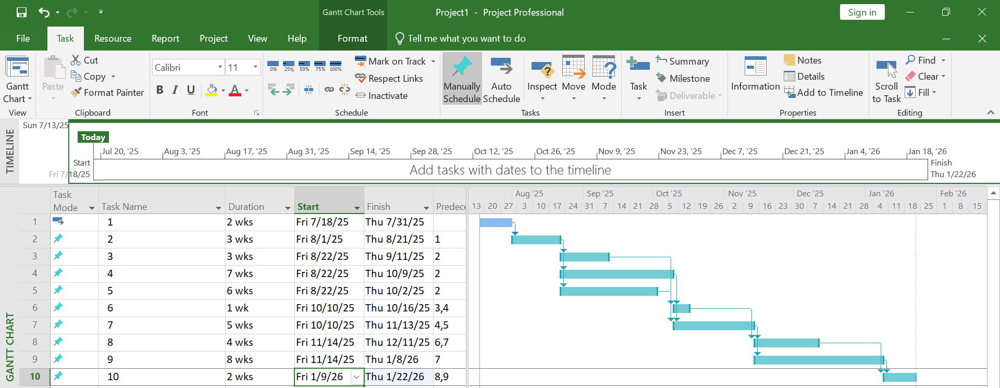 Gantt Chart Tools
Project1 - Project Professional
Sign in
File Task Resource Report Project View Help Format Tell me what you want to do
Gantt Chart
View
Paste
Cut
Copy
Format Painter
Clipboard
Calibri 11
B I U A
Font
0% 25% 50% 75% 100%
Mark on Track
Respect Links
Inactivate
Schedule
Manually Schedule
Auto Schedule
Inspect
Move
Mode
Tasks
Task
Summary
Milestone
Deliverable
Insert
Information
Notes
Details
Add to Timeline
Properties
Scroll to Task
Find
Clear
Fill
Editing
TIMELINE
Sun 7/13/25
Today
Jul 20, '25 Aug 3, '25 Aug 17, '25 Aug 31, '25 Sep 14, '25 Sep 28, '25 Oct 12, '25 Oct 26, '25 Nov 9, '25 Nov 23, '25 Dec 7, '25 Dec 21, '25 Jan 4, '26 Jan 18, '26
Start
Fri 7/18/25
Add tasks with dates to the timeline
Finish
Thu 1/22/26
GANTT CHART
Task Mode Task Name Duration Start Finish Predece
Aug '25 Sep '25 Oct '25 Nov '25 Dec '25 Jan '26 Feb '26
13 20 27 3 10 17 24 31 7 14 21 28 5 12 19 26 2 9 16 23 30 7 14 21 28 4 11 18 25 1 8 15
1 1 2 wks Fri 7/18/25 Thu 7/31/25
2 2 3 wks Fri 8/1/25 Thu 8/21/25 1
3 3 3 wks Fri 8/22/25 Thu 9/11/25 2
4 4 7 wks Fri 8/22/25 Thu 10/9/25 2
5 5 6 wks Fri 8/22/25 Thu 10/2/25 2
6 6 1 wk Fri 10/10/25 Thu 10/16/25 3,4
7 7 5 wks Fri 10/10/25 Thu 11/13/25 4,5
8 8 4 wks Fri 11/14/25 Thu 12/11/25 6,7
9 9 8 wks Fri 11/14/25 Thu 1/8/26 7
10 10 2 wks Fri 1/9/26 Thu 1/22/26 8,9